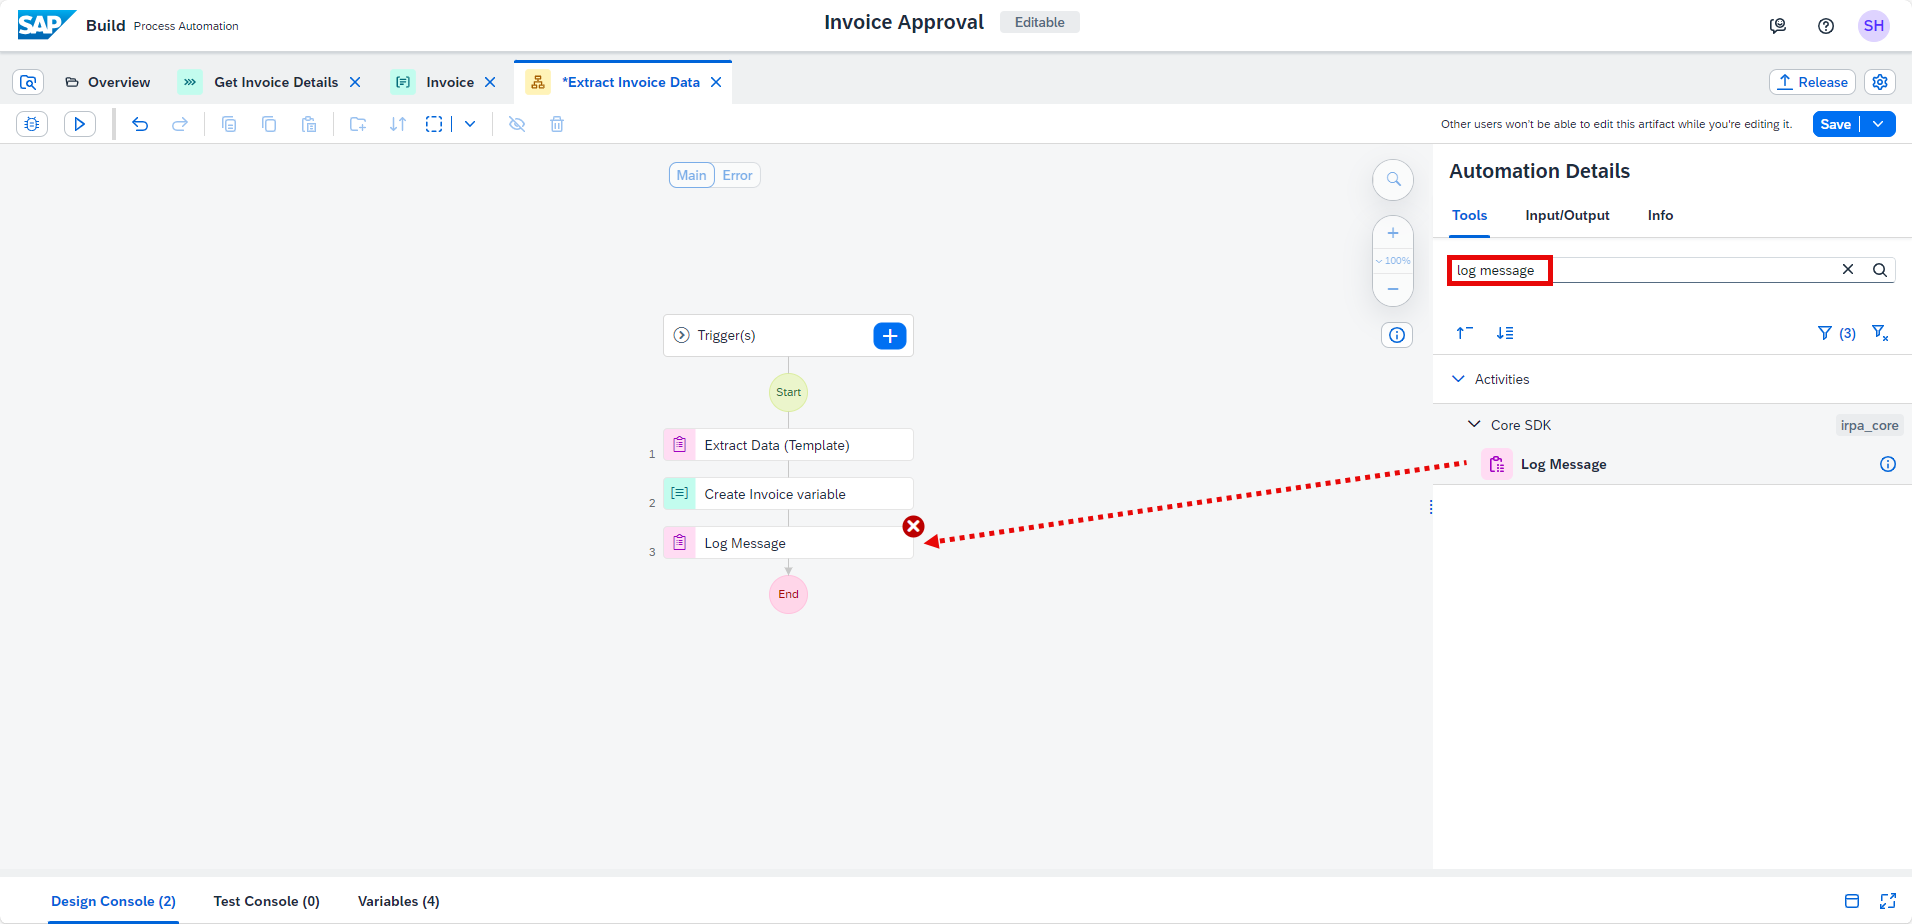 SAP Build Process Automation
Invoice Approval Editable
SH
Overview Get Invoice Details Invoice *Extract Invoice Data
Release
Other users won't be able to edit this artifact while you're editing it. Save
Main Error
100%
Trigger(s)
Start
1 Extract Data (Template)
2 Create Invoice variable
3 Log Message
End
Automation Details
Tools Input/Output Info
log message
(3)
Activities
Core SDK irpa_core
Log Message
Design Console (2) Test Console (0) Variables (4)